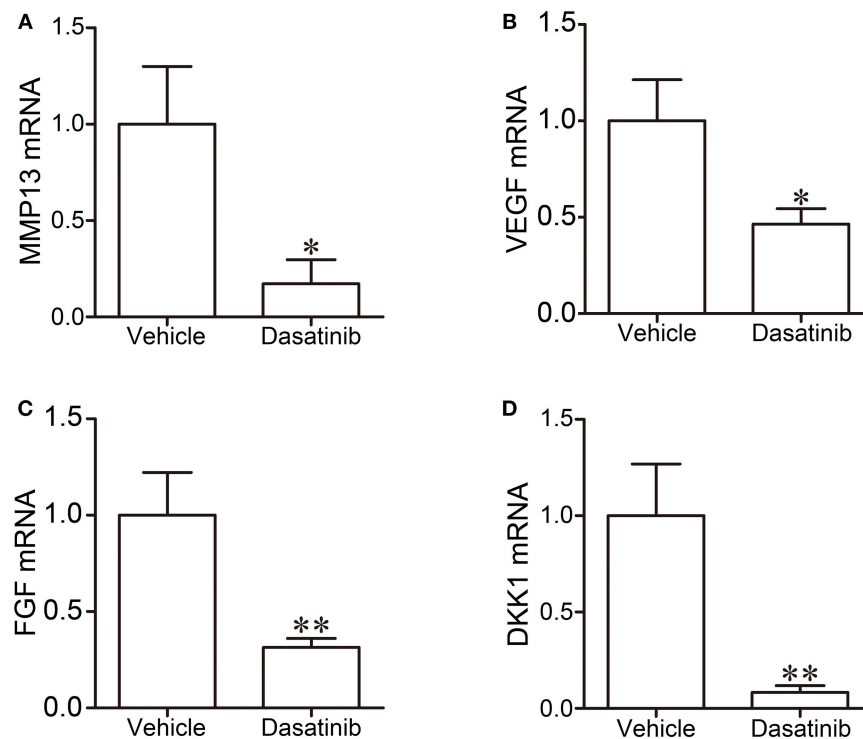 A
MMP13 mRNA
1.5
1.0
0.5
0.0
*
Vehicle
Dasatinib
B
VEGF mRNA
1.5
1.0
0.5
0.0
*
Vehicle
Dasatinib
C
FGF mRNA
1.5
1.0
0.5
0.0
**
Vehicle
Dasatinib
D
DKK1 mRNA
1.5
1.0
0.5
0.0
**
Vehicle
Dasatinib